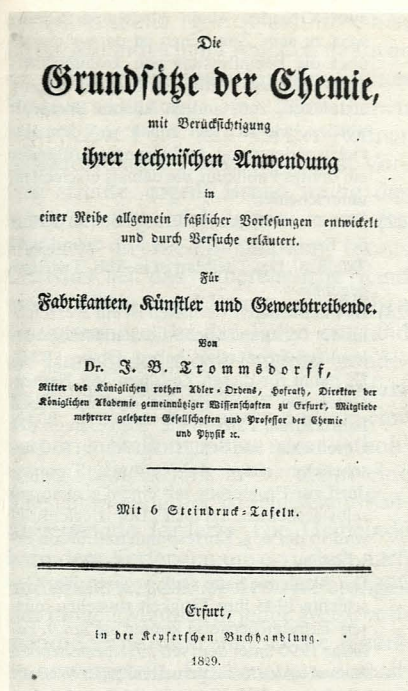 Die
Grundsätze der Chemie,
mit Berücksichtigung
ihrer technischen Anwendung
in
einer Reihe allgemein faßlicher Vorlesungen entwickelt
und durch Versuche erläutert.
Für
Fabrikanten, Künstler und Gewerbtreibende.
Von
Dr. J. B. Trommsdorff,
Ritter des Königlichen rothen Adler-Ordens, Hofrath, Direktor der
Königlichen Akademie gemeinnütziger Wissenschaften zu Erfurt, Mitgliede
mehrerer gelehrten Gesellschaften und Professor der Chemie
und Physik ꝛc.
Mit 6 Steindruck-Tafeln.
Erfurt,
in der Keyserschen Buchhandlung.
1829.